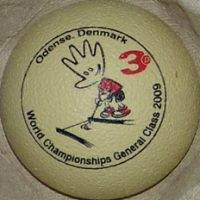 Odense, Denmark
3
World Championships General Class 2009